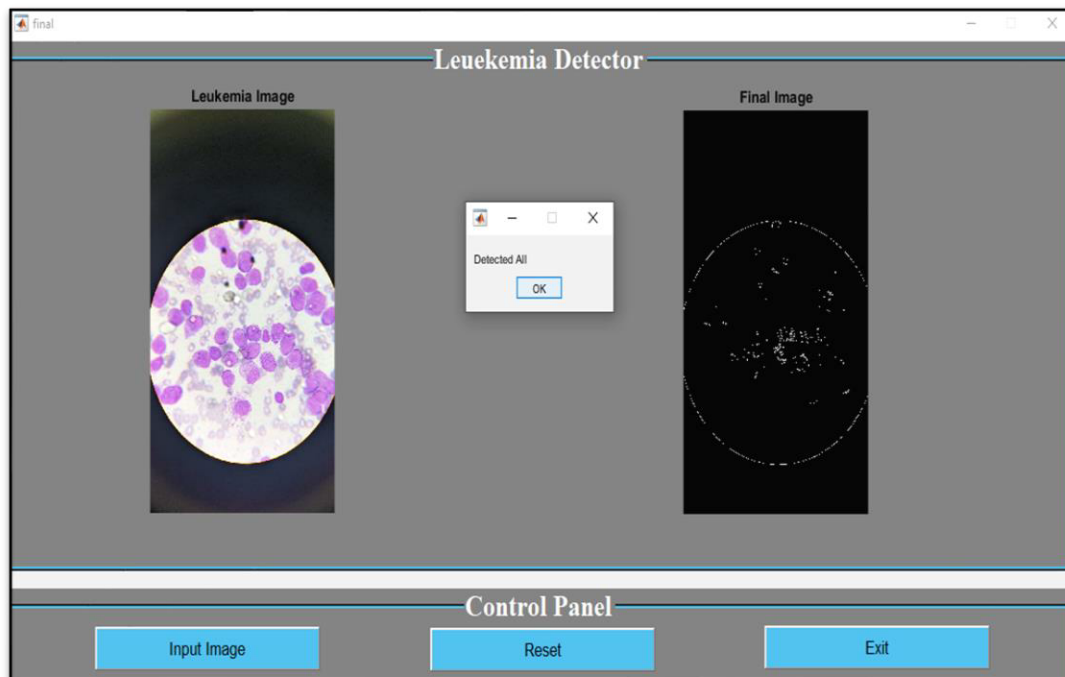 final
Leuekemia Detector
Leukemia Image
Final Image
Detected All
OK
Control Panel
Input Image
Reset
Exit